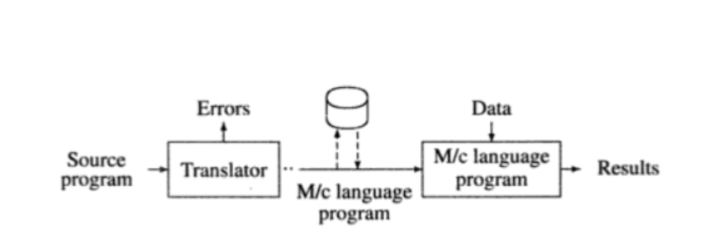 Errors
Data
Source
program
Translator
M/c language
program
M/c language
program
Results